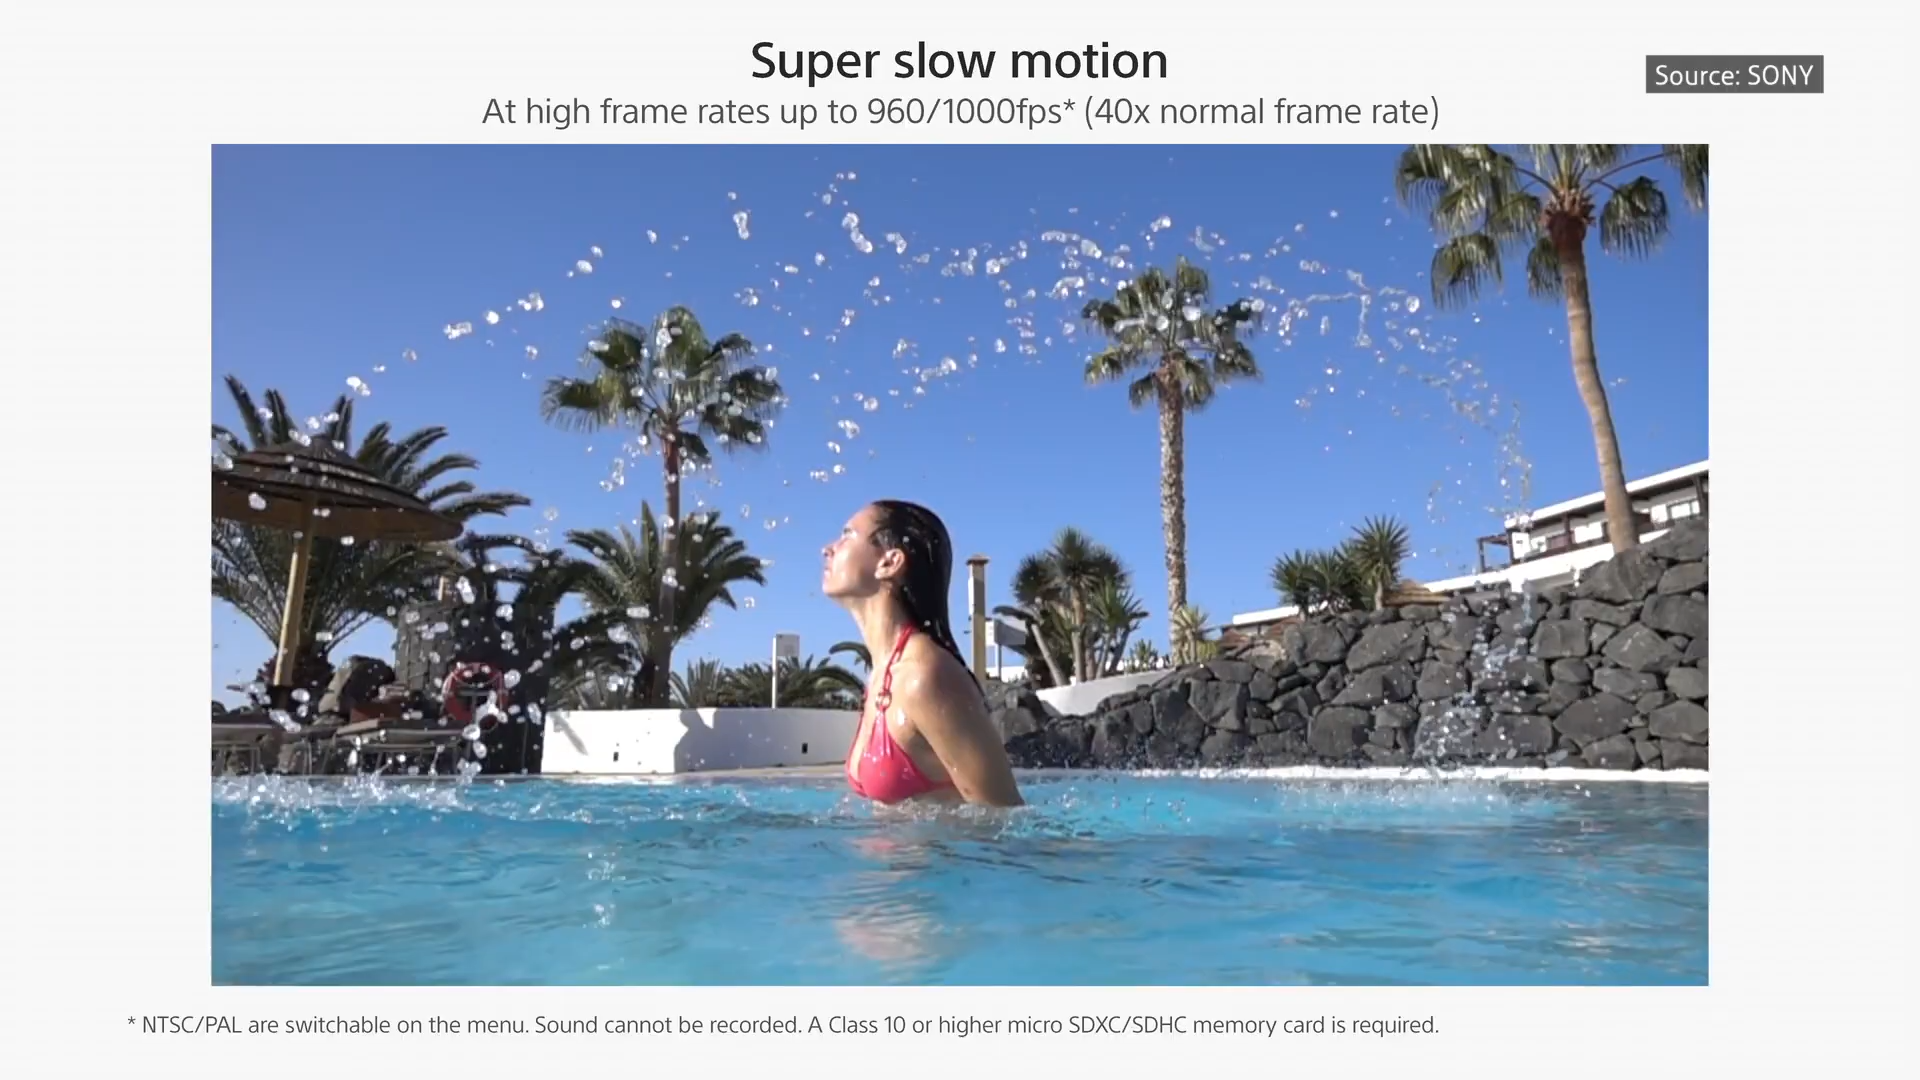 Super slow motion
Source: SONY
At high frame rates up to 960/1000fps* (40x normal frame rate)
* NTSC/PAL are switchable on the menu. Sound cannot be recorded. A Class 10 or higher micro SDXC/SDHC memory card is required.